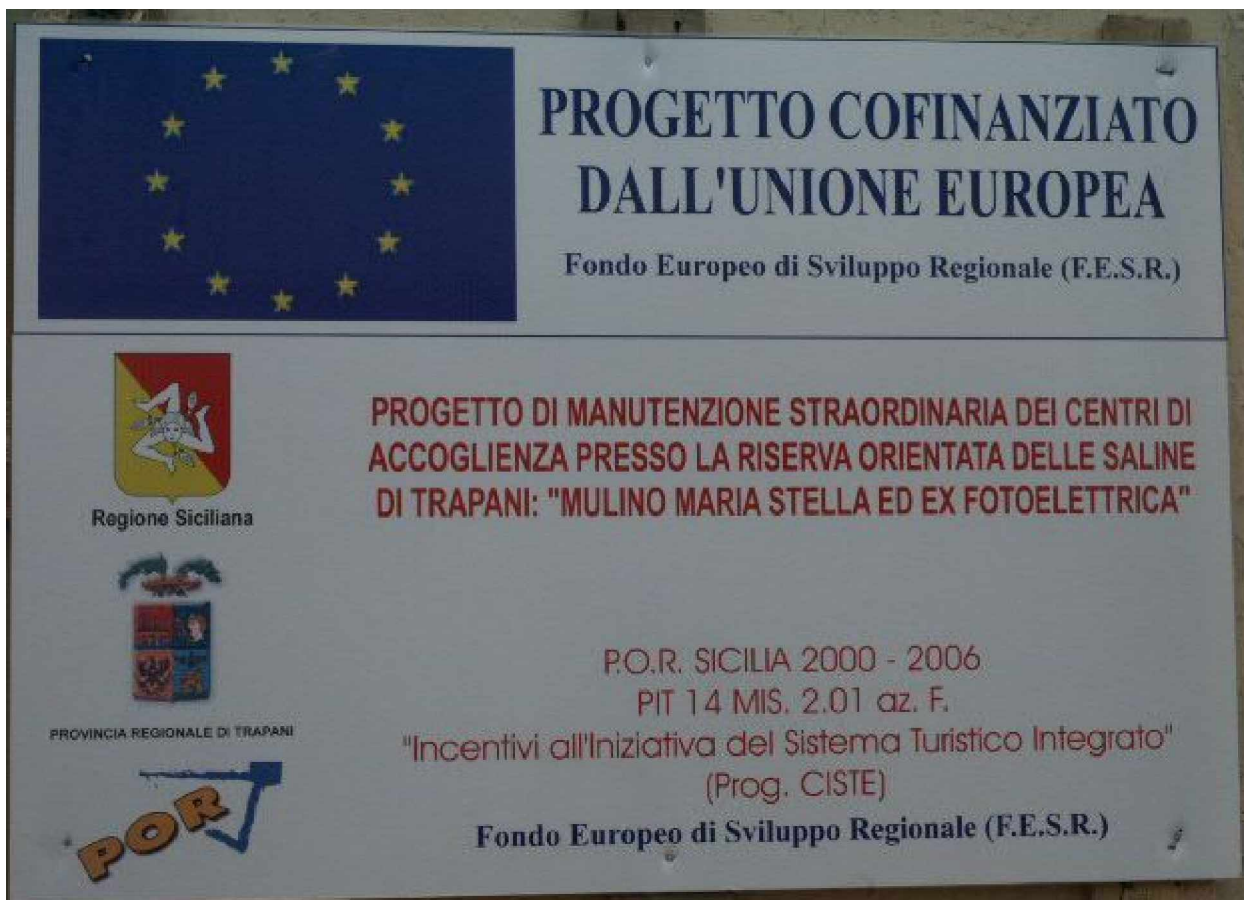 PROGETTO COFINANZIATO
DALL'UNIONE EUROPEA
Fondo Europeo di Sviluppo Regionale (F.E.S.R.)
Regione Siciliana
PROGETTO DI MANUTENZIONE STRAORDINARIA DEI CENTRI DI
ACCOGLIENZA PRESSO LA RISERVA ORIENTATA DELLE SALINE
DI TRAPANI: "MULINO MARIA STELLA ED EX FOTOELETTRICA"
PROVINCIA REGIONALE DI TRAPANI
POR
P.O.R. SICILIA 2000 - 2006
PIT 14 MIS. 2.01 az. F.
"Incentivi all'Iniziativa del Sistema Turistico Integrato"
(Prog. CISTE)
Fondo Europeo di Sviluppo Regionale (F.E.S.R.)